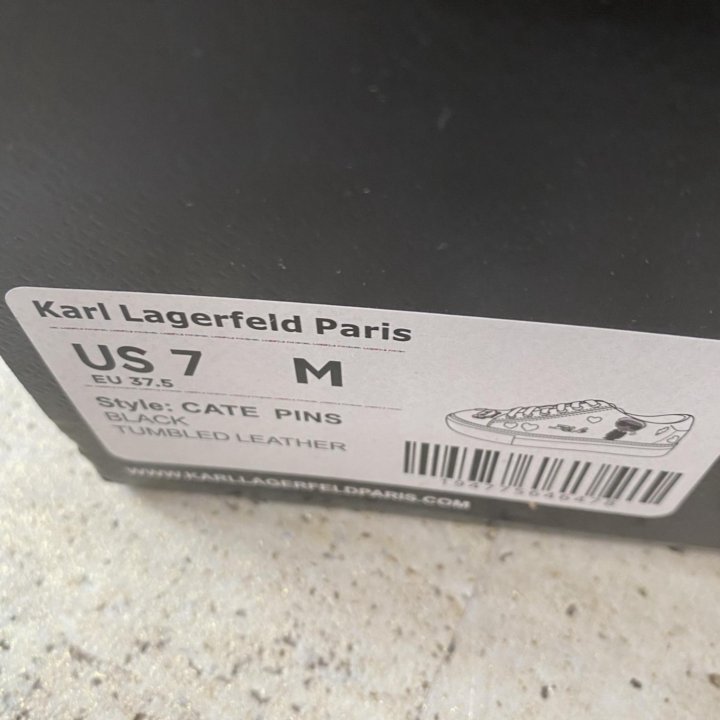 Karl Lagerfeld Paris
US 7 M
EU 37.5
Style: CATE PINS
BLACK
TUMBLED LEATHER
WWW.KARLLAGERFELDPARIS.COM